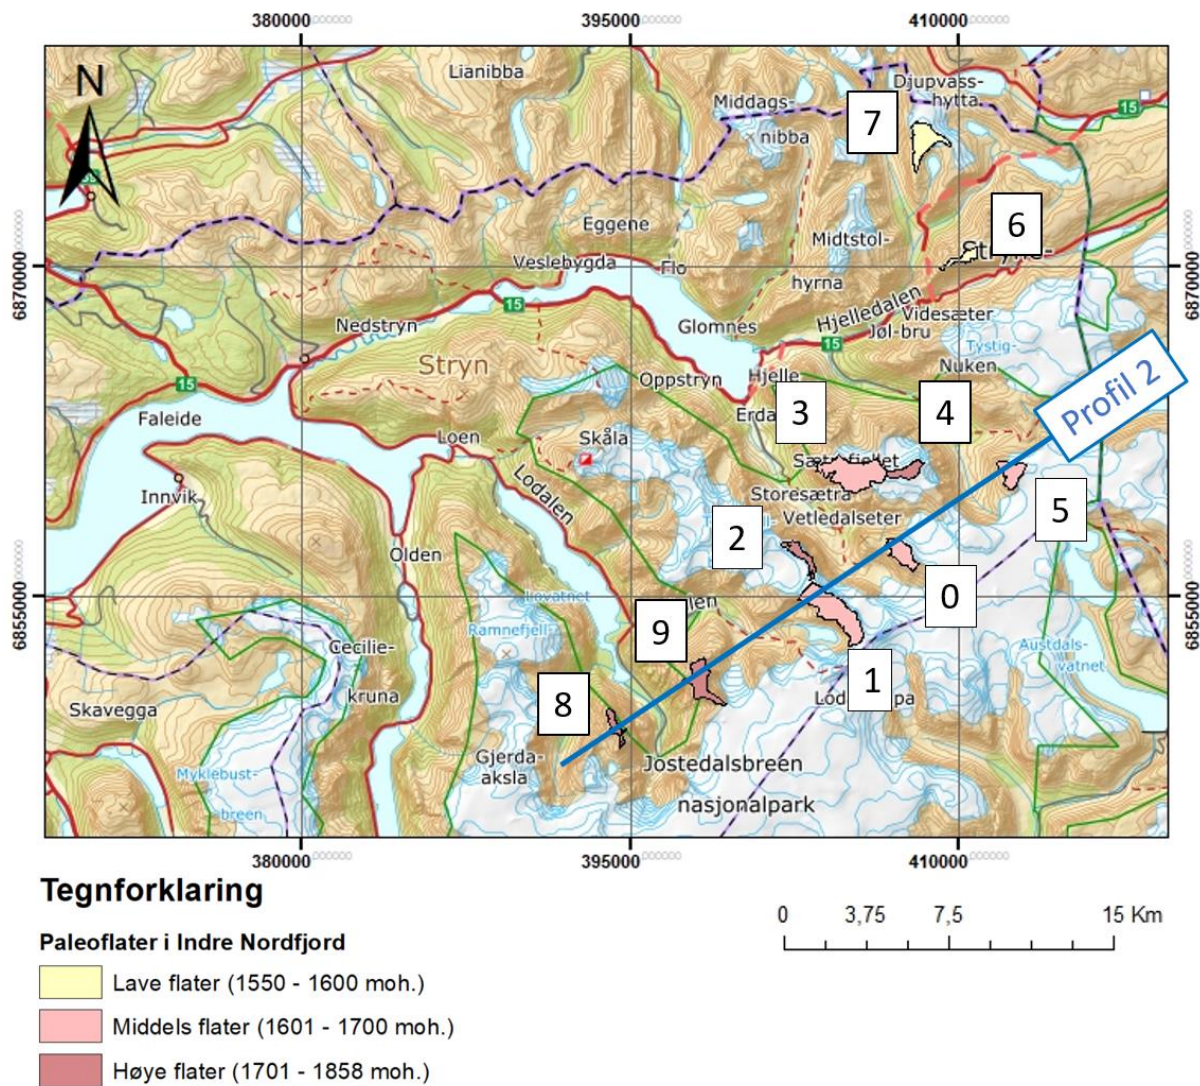 380000
395000
410000
N
Lianibba
Djupvass-
hytta
15
Middags-
nibba
7
Eggene
6
Midtstol-
hyrna
Veslebygda
Flo
6870000
6870000
15
Hjelledalen
Videsæter
Jøl-bru
Nedstryn
Glomnes
15
Tystig-
Stryn
Nuken
Oppstryn
Hjelle
15
Profil 2
Faleide
3
4
Erda
Loen
Skåla
Sætrefjellet
Innvik
Lodalen
Storesætra
Vetledalseter
5
2
Olden
6855000
6855000
Lovatnet
0
Ramnefjell-
9
Cecilie-
kruna
Austdals-
vatnet
1
Skavegga
8
Gjerda-
aksla
Jostedalsbreen
nasjonalpark
Myklebust-
breen
380000
395000
410000
Tegnforklaring
0 3,75 7,5 15 Km
Paleoflater i Indre Nordfjord
Lave flater (1550 - 1600 moh.)
Middels flater (1601 - 1700 moh.)
Høye flater (1701 - 1858 moh.)